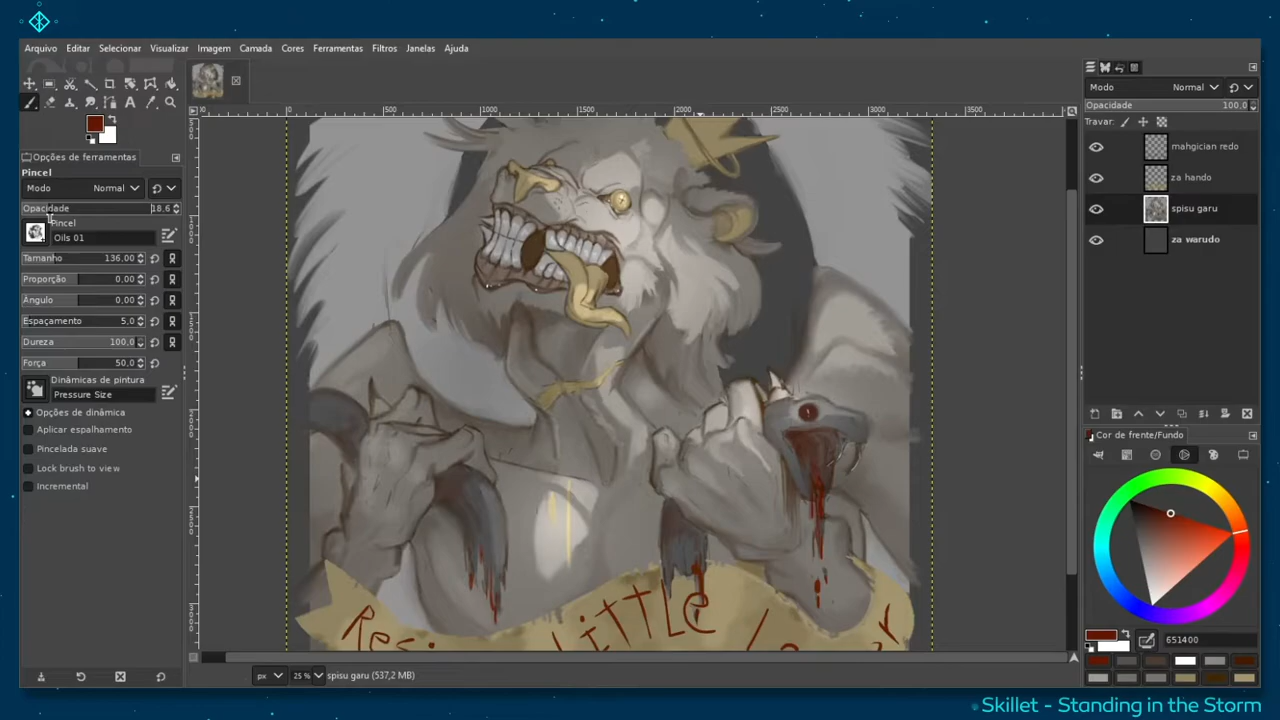 Arquivo Editar Selecionar Visualizar Imagem Camada Cores Ferramentas Filtros Janelas Ajuda
Opções de ferramentas
Pincel
Modo Normal
Opacidade 18,6
Pincel
Oils 01
Tamanho 136.00
Proporção 0.00
Ângulo 0.00
Espaçamento 5,0
Dureza 100,0
Força 50,0
Dinâmicas de pintura
Pressure Size
Opções de dinâmica
Aplicar espalhamento
Pincelada suave
Lock brush to view
Incremental
0 500 1000 1500 2000 2500 3000 3500
Little
px 25 % spisu garu (537,2 MB)
Modo Normal
Opacidade 100,0
Travar:
mahgician redo
za hando
spisu garu
za warudo
Cor de frente/Fundo
651400
Skillet - Standing in the Storm